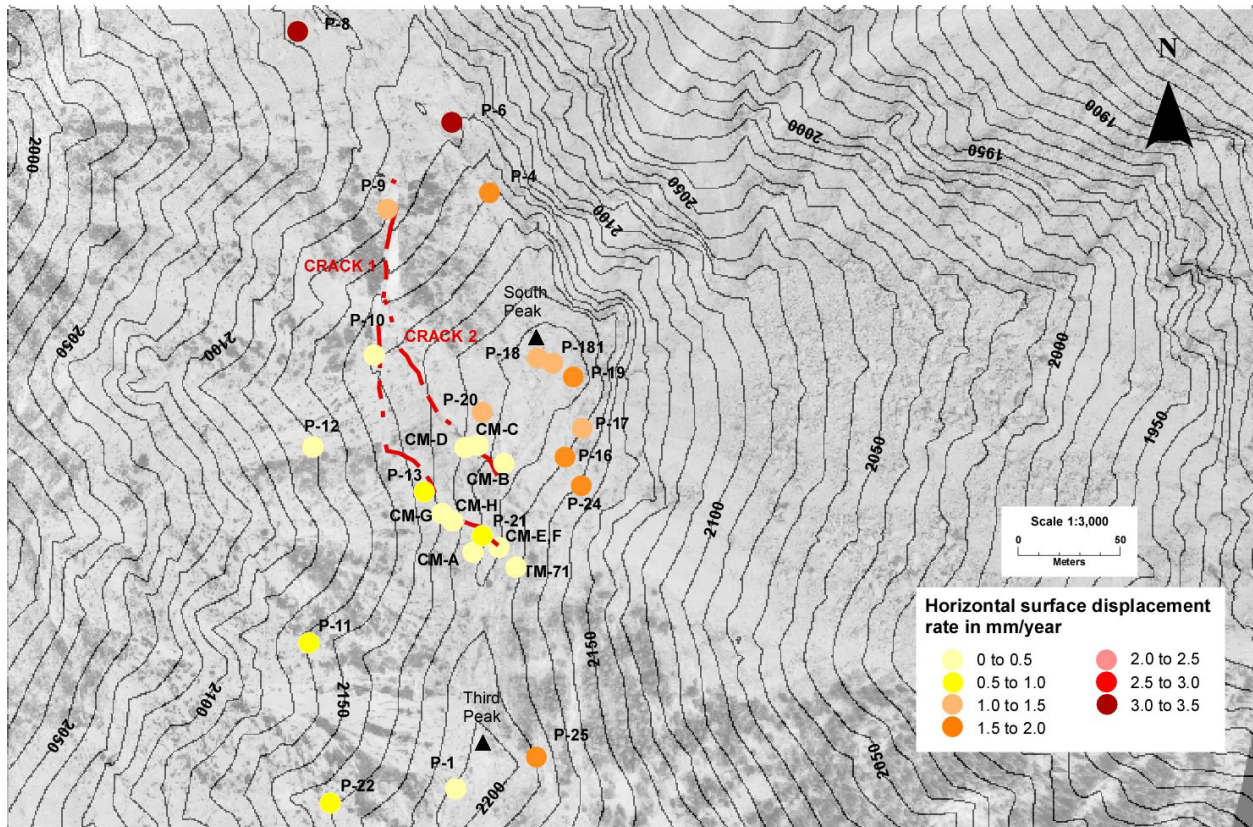 P-8
N
P-6
1900
2000
2000
1950
P-9
P-4
2050
2100
CRACK 1
South
Peak
P-10
CRACK 2
2050
2100
2000
P-18
P-181
P-19
P-20
P-12
CM-D
CM-C
P-17
1950
2050
P-16
P-13
CM-B
P-24
CM-H
CM-G
P-21
2100
CM-E,F
CM-A
TM-71
Scale 1:3,000
0
50
Meters
Horizontal surface displacement
rate in mm/year
0 to 0.5
2.0 to 2.5
0.5 to 1.0
2.5 to 3.0
1.0 to 1.5
3.0 to 3.5
1.5 to 2.0
P-11
2150
2100
2150
Third
Peak
2050
P-25
2050
P-1
P-22
2200